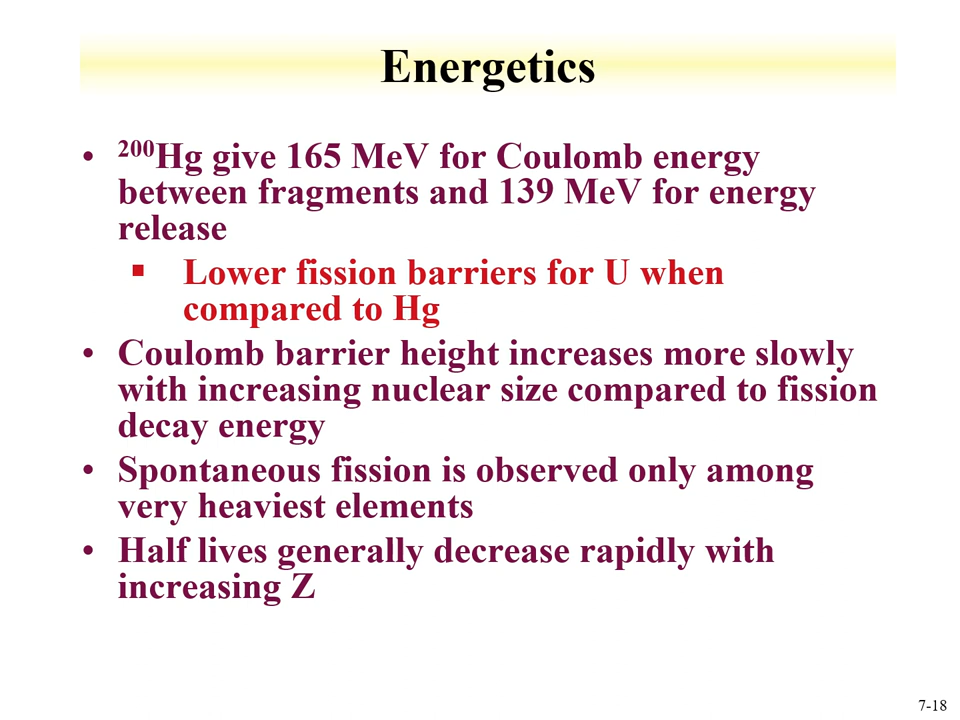 Energetics
• ²⁰⁰Hg give 165 MeV for Coulomb energy
between fragments and 139 MeV for energy
release
▪ Lower fission barriers for U when
compared to Hg
• Coulomb barrier height increases more slowly
with increasing nuclear size compared to fission
decay energy
• Spontaneous fission is observed only among
very heaviest elements
• Half lives generally decrease rapidly with
increasing Z
7-18